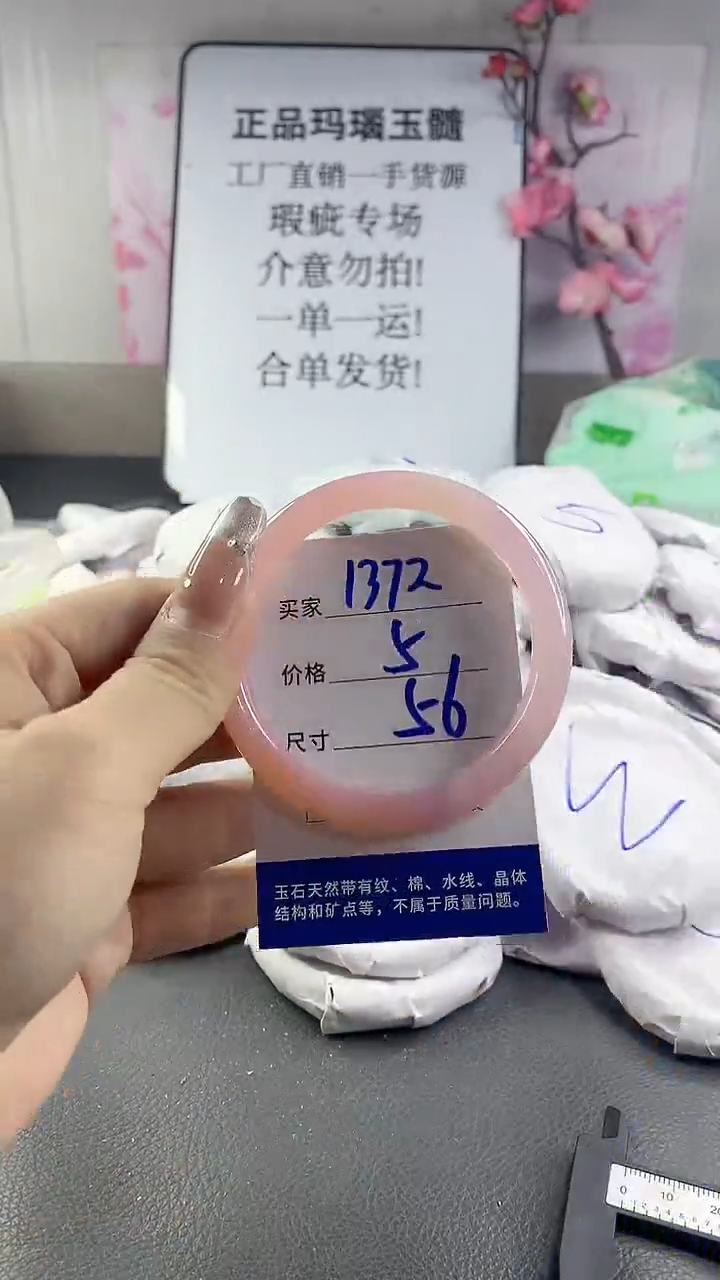 正品玛瑙玉髓
工厂直销一手货源
瑕疵专场
介意勿拍!
一单一运!
合单发货!
买家 1372
价格 5
尺寸 56
玉石天然带有纹、棉、水线、晶体
结构和矿点等，不属于质量问题。
S
W
0 10 20